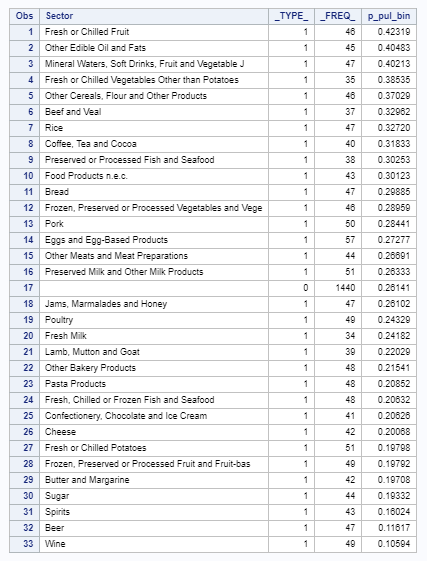 Obs Sector _TYPE_ _FREQ_ p_pul_bin
1 Fresh or Chilled Fruit 1 46 0.42319
2 Other Edible Oil and Fats 1 45 0.40483
3 Mineral Waters, Soft Drinks, Fruit and Vegetable J 1 47 0.40213
4 Fresh or Chilled Vegetables Other than Potatoes 1 35 0.38535
5 Other Cereals, Flour and Other Products 1 46 0.37029
6 Beef and Veal 1 37 0.32962
7 Rice 1 47 0.32720
8 Coffee, Tea and Cocoa 1 40 0.31833
9 Preserved or Processed Fish and Seafood 1 38 0.30253
10 Food Products n.e.c. 1 43 0.30123
11 Bread 1 47 0.29885
12 Frozen, Preserved or Processed Vegetables and Vege 1 46 0.28959
13 Pork 1 50 0.28441
14 Eggs and Egg-Based Products 1 57 0.27277
15 Other Meats and Meat Preparations 1 44 0.26691
16 Preserved Milk and Other Milk Products 1 51 0.26333
17 0 1440 0.26141
18 Jams, Marmalades and Honey 1 47 0.26102
19 Poultry 1 49 0.24329
20 Fresh Milk 1 34 0.24182
21 Lamb, Mutton and Goat 1 39 0.22029
22 Other Bakery Products 1 48 0.21541
23 Pasta Products 1 48 0.20852
24 Fresh, Chilled or Frozen Fish and Seafood 1 48 0.20632
25 Confectionery, Chocolate and Ice Cream 1 41 0.20626
26 Cheese 1 42 0.20068
27 Fresh or Chilled Potatoes 1 51 0.19798
28 Frozen, Preserved or Processed Fruit and Fruit-bas 1 49 0.19792
29 Butter and Margarine 1 42 0.19708
30 Sugar 1 44 0.19332
31 Spirits 1 43 0.16024
32 Beer 1 47 0.11617
33 Wine 1 49 0.10594